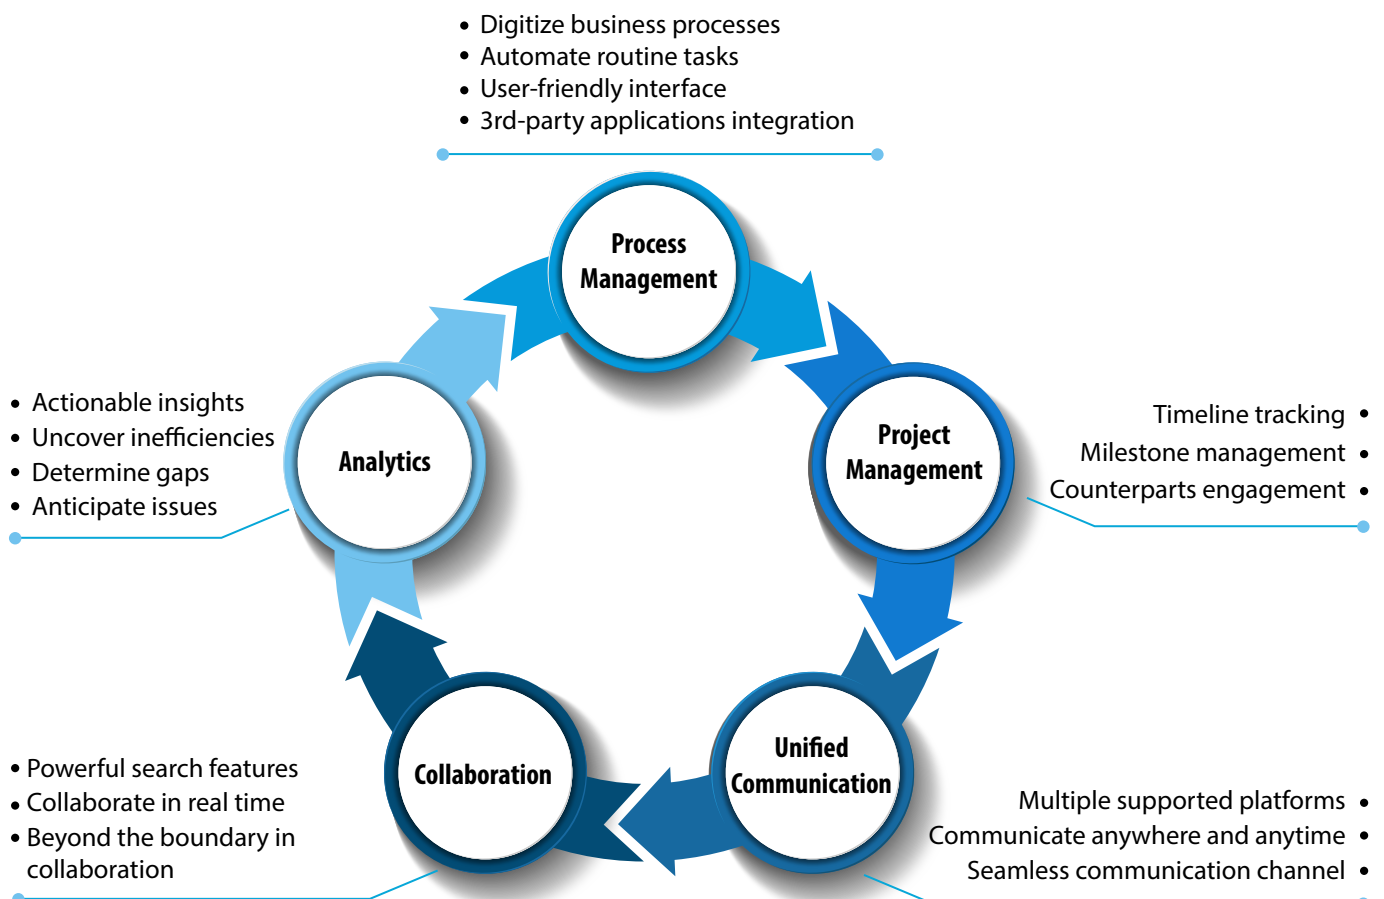 • Digitize business processes
• Automate routine tasks
• User-friendly interface
• 3rd-party applications integration
Process
Management
Project
Management
Timeline tracking •
Milestone management •
Counterparts engagement •
Unified
Communication
Multiple supported platforms •
Communicate anywhere and anytime •
Seamless communication channel •
Collaboration
• Powerful search features
• Collaborate in real time
• Beyond the boundary in
collaboration
Analytics
• Actionable insights
• Uncover inefficiencies
• Determine gaps
• Anticipate issues